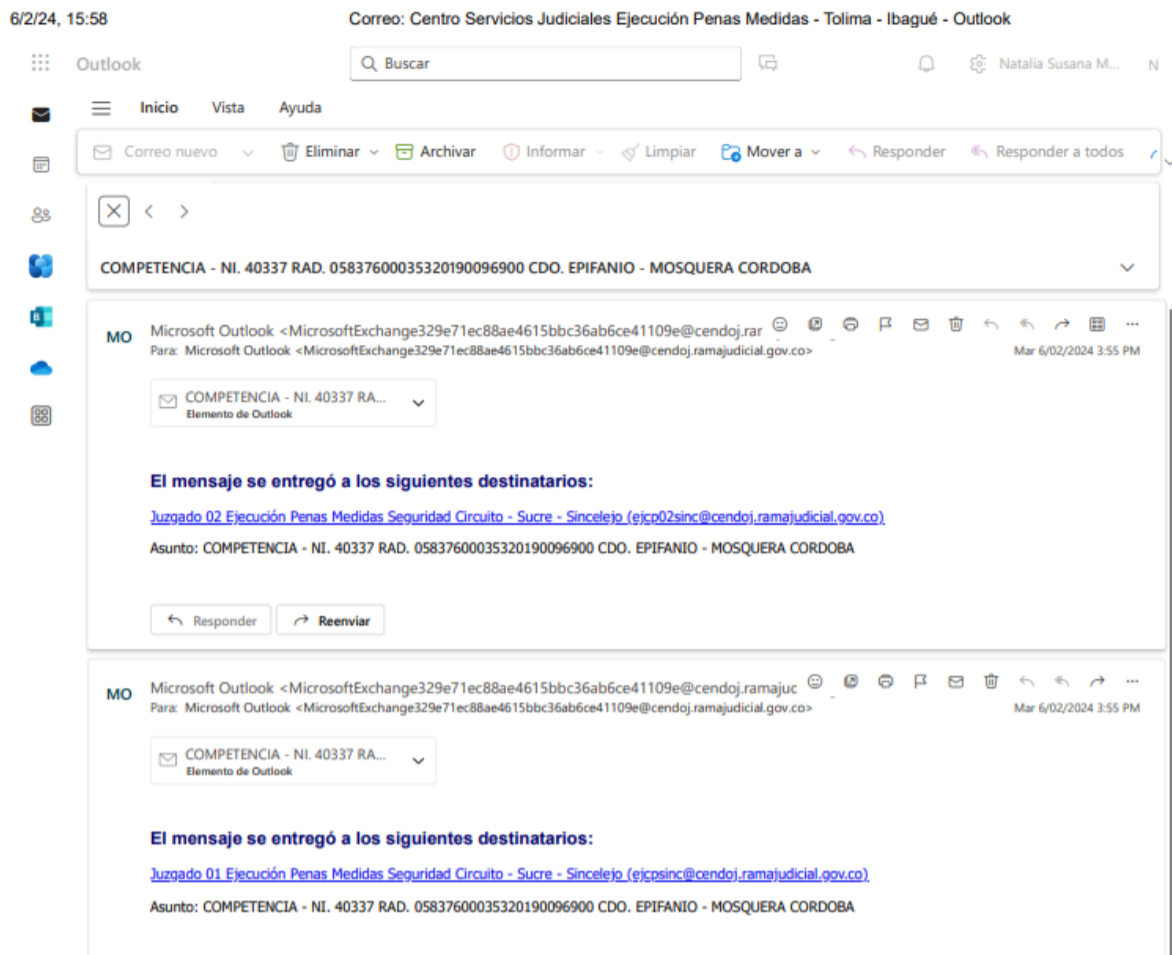 6/2/24, 15:58 Correo: Centro Servicios Judiciales Ejecución Penas Medidas - Tolima - Ibagué - Outlook
Outlook Buscar Natalia Susana M... N
Inicio Vista Ayuda
Correo nuevo Eliminar Archivar Informar Limpiar Mover a Responder Responder a todos
COMPETENCIA - NI. 40337 RAD. 05837600035320190096900 CDO. EPIFANIO - MOSQUERA CORDOBA
MO Microsoft Outlook <MicrosoftExchange329e71ec88ae4615bbc36ab6ce41109e@cendoj.rar
Para: Microsoft Outlook <MicrosoftExchange329e71ec88ae4615bbc36ab6ce41109e@cendoj.ramajudicial.gov.co> Mar 6/02/2024 3:55 PM
COMPETENCIA - NI. 40337 RA...
Elemento de Outlook
El mensaje se entregó a los siguientes destinatarios:
Juzgado 02 Ejecución Penas Medidas Seguridad Circuito - Sucre - Sincelejo (ejcp02sinc@cendoj.ramajudicial.gov.co)
Asunto: COMPETENCIA - NI. 40337 RAD. 05837600035320190096900 CDO. EPIFANIO - MOSQUERA CORDOBA
Responder Reenviar
MO Microsoft Outlook <MicrosoftExchange329e71ec88ae4615bbc36ab6ce41109e@cendoj.ramajuc
Para: Microsoft Outlook <MicrosoftExchange329e71ec88ae4615bbc36ab6ce41109e@cendoj.ramajudicial.gov.co> Mar 6/02/2024 3:55 PM
COMPETENCIA - NI. 40337 RA...
Elemento de Outlook
El mensaje se entregó a los siguientes destinatarios:
Juzgado 01 Ejecución Penas Medidas Seguridad Circuito - Sucre - Sincelejo (ejcpsinc@cendoj.ramajudicial.gov.co)
Asunto: COMPETENCIA - NI. 40337 RAD. 05837600035320190096900 CDO. EPIFANIO - MOSQUERA CORDOBA